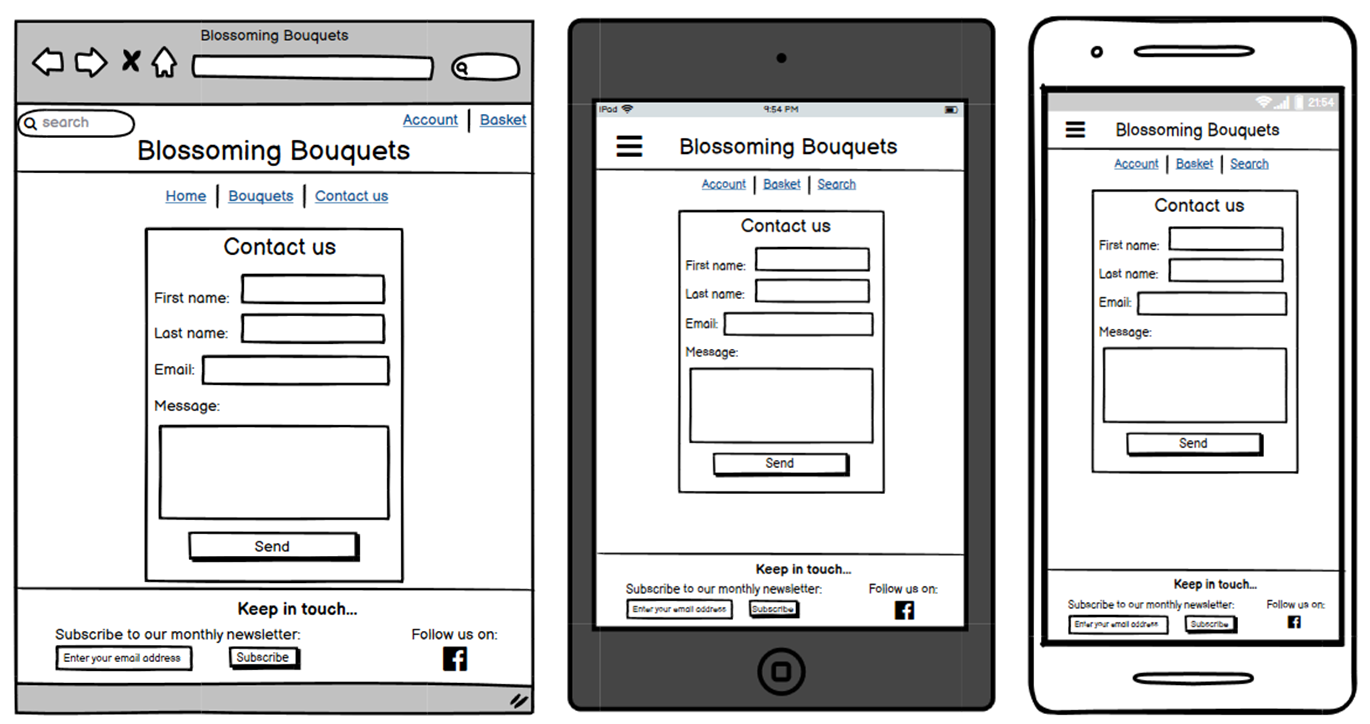 Blossoming Bouquets
search
Account | Basket
Blossoming Bouquets
Home | Bouquets | Contact us
Contact us
First name:
Last name:
Email:
Message:
Send
Keep in touch...
Subscribe to our monthly newsletter: Follow us on:
Enter your email address Subscribe
iPad 9:54 PM
Blossoming Bouquets
Account | Basket | Search
Contact us
First name:
Last name:
Email:
Message:
Send
Keep in touch...
Subscribe to our monthly newsletter: Follow us on:
Enter your email address Subscribe
21:54
Blossoming Bouquets
Account | Basket | Search
Contact us
First name:
Last name:
Email:
Message:
Send
Keep in touch...
Subscribe to our monthly newsletter: Follow us on:
Enter your email address Subscribe